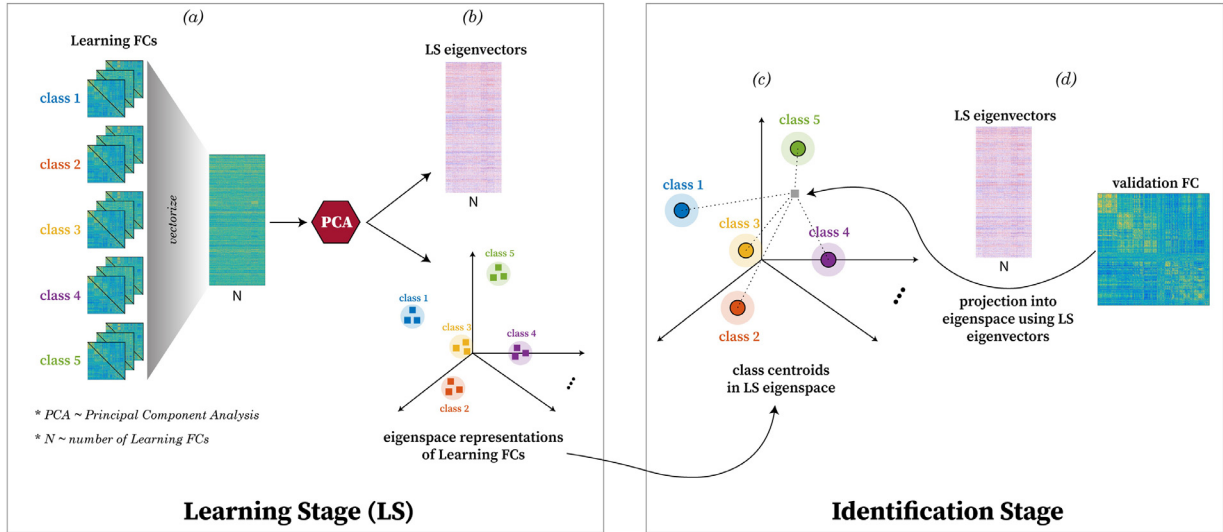 (a)
Learning FCs
class 1
class 2
class 3
class 4
class 5
vectorize
N
PCA
* PCA ~ Principal Component Analysis
* N ~ number of Learning FCs
(b)
LS eigenvectors
N
class 5
class 1
class 3
class 4
class 2
eigenspace representations
of Learning FCs
Learning Stage (LS)
(c)
class 5
class 1
class 3
class 4
class 2
class centroids
in LS eigenspace
(d)
LS eigenvectors
N
validation FC
projection into
eigenspace using LS
eigenvectors
Identification Stage